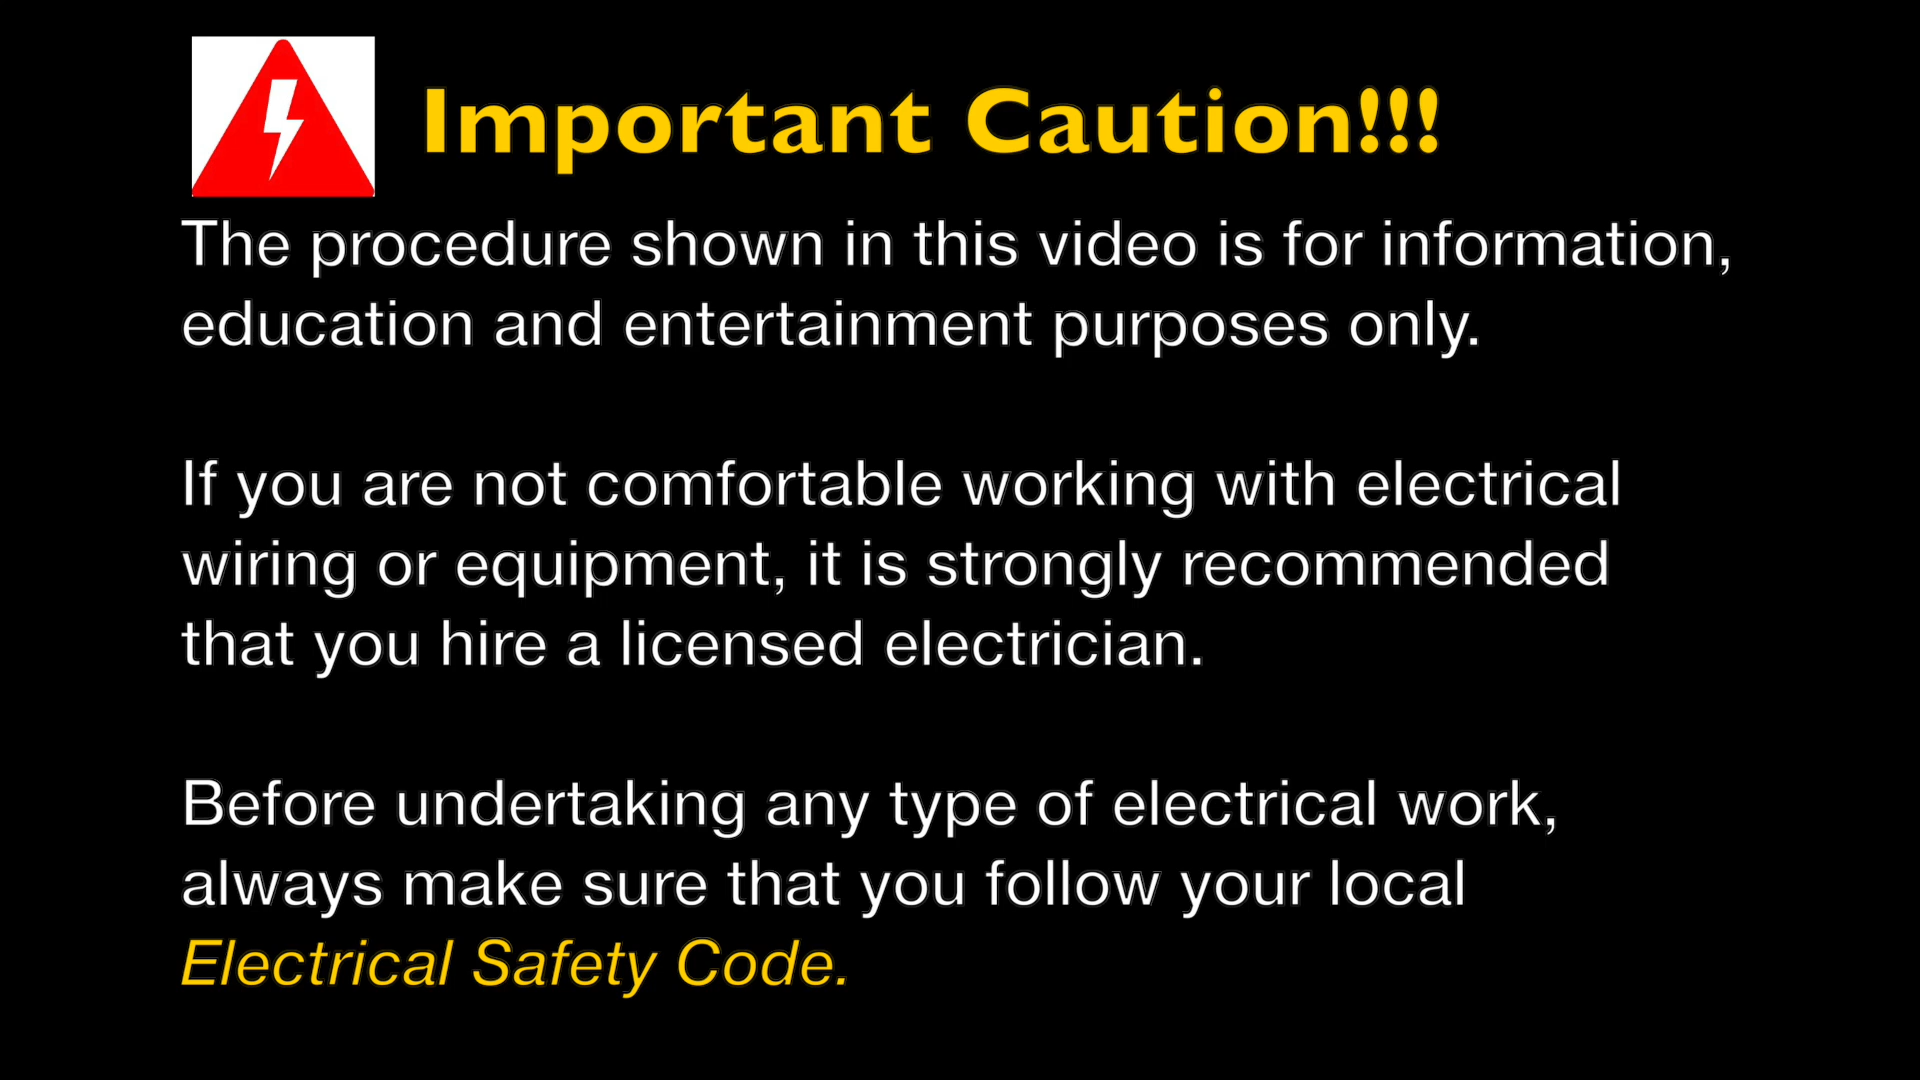 Important Caution!!!
The procedure shown in this video is for information,
education and entertainment purposes only.
If you are not comfortable working with electrical
wiring or equipment, it is strongly recommended
that you hire a licensed electrician.
Before undertaking any type of electrical work,
always make sure that you follow your local
Electrical Safety Code.